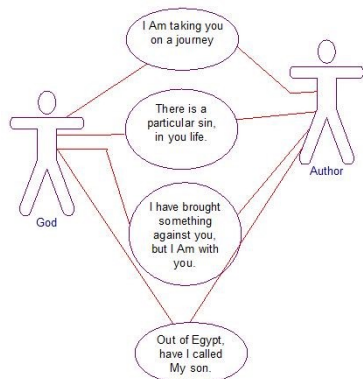 I Am taking you
on a journey
There is a
particular sin,
in you life.
Author
God
I have brought
something
against you,
but I Am with
you.
Out of Egypt,
have I called
My son.